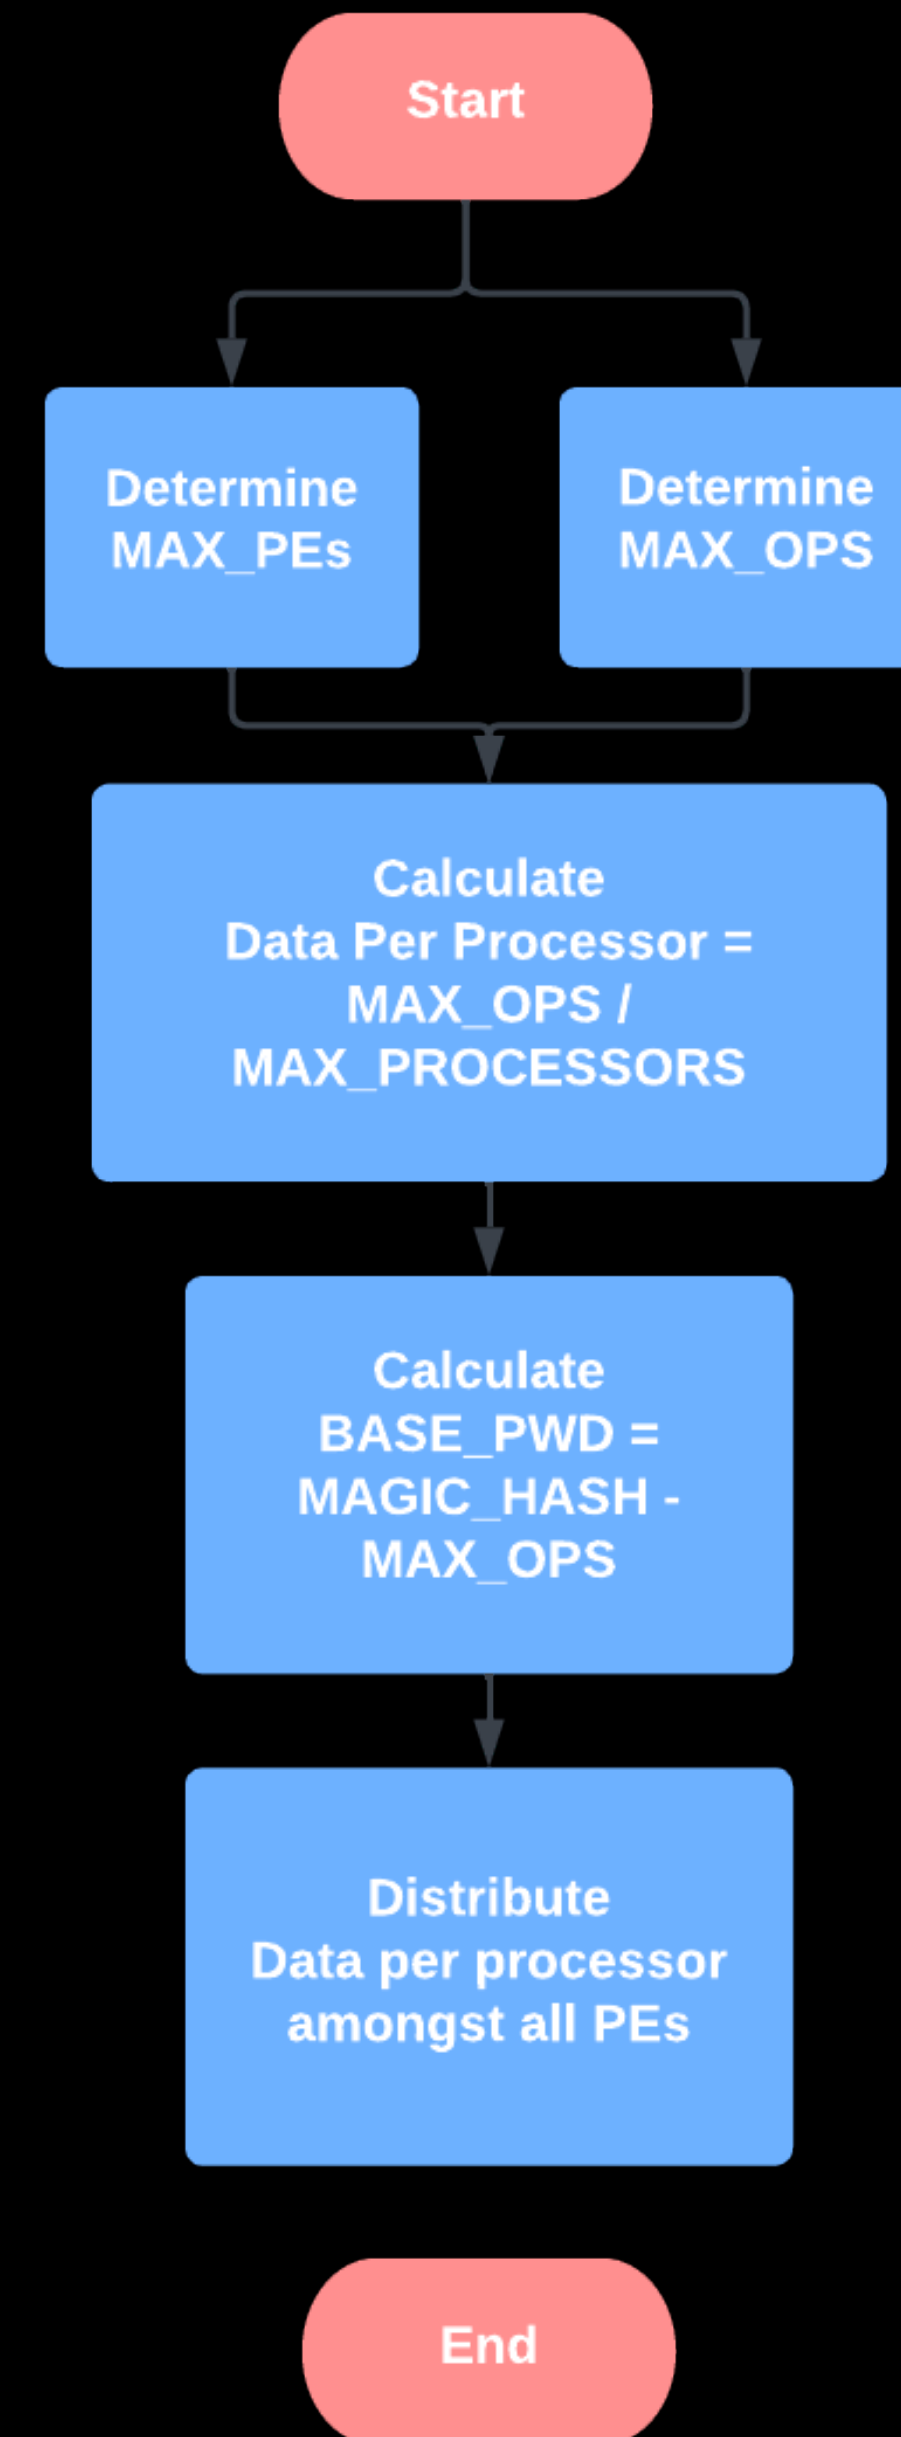 Start
Determine
MAX_PEs
Determine
MAX_OPS
Calculate
Data Per Processor =
MAX_OPS /
MAX_PROCESSORS
Calculate
BASE_PWD =
MAGIC_HASH -
MAX_OPS
Distribute
Data per processor
amongst all PEs
End